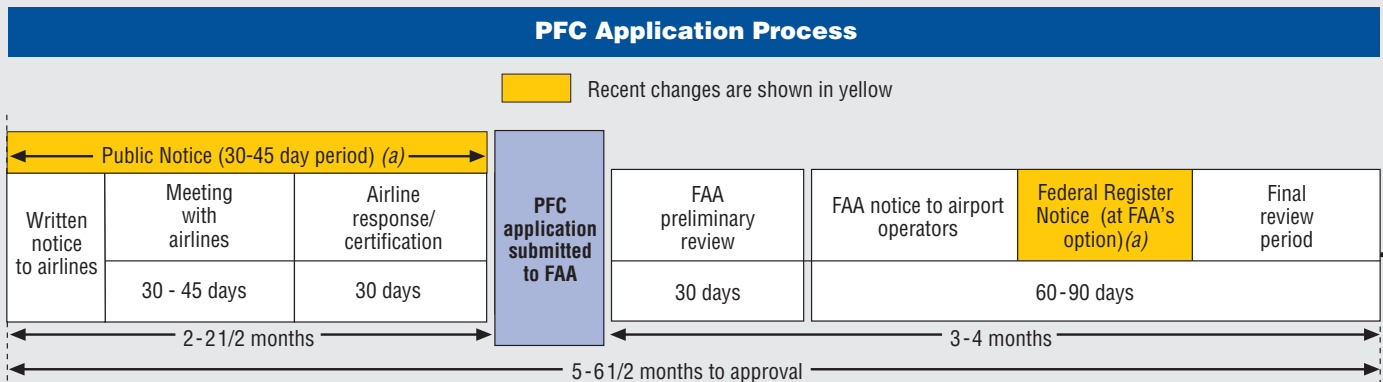 PFC Application Process
Recent changes are shown in yellow
Public Notice (30-45 day period) (a)
Written
notice
to airlines
Meeting
with
airlines
Airline
response/
certification
30 - 45 days
30 days
PFC
application
submitted
to FAA
FAA
preliminary
review
30 days
FAA notice to airport
operators
Federal Register
Notice (at FAA's
option)(a)
Final
review
period
60-90 days
2-21/2 months
3-4 months
5-61/2 months to approval